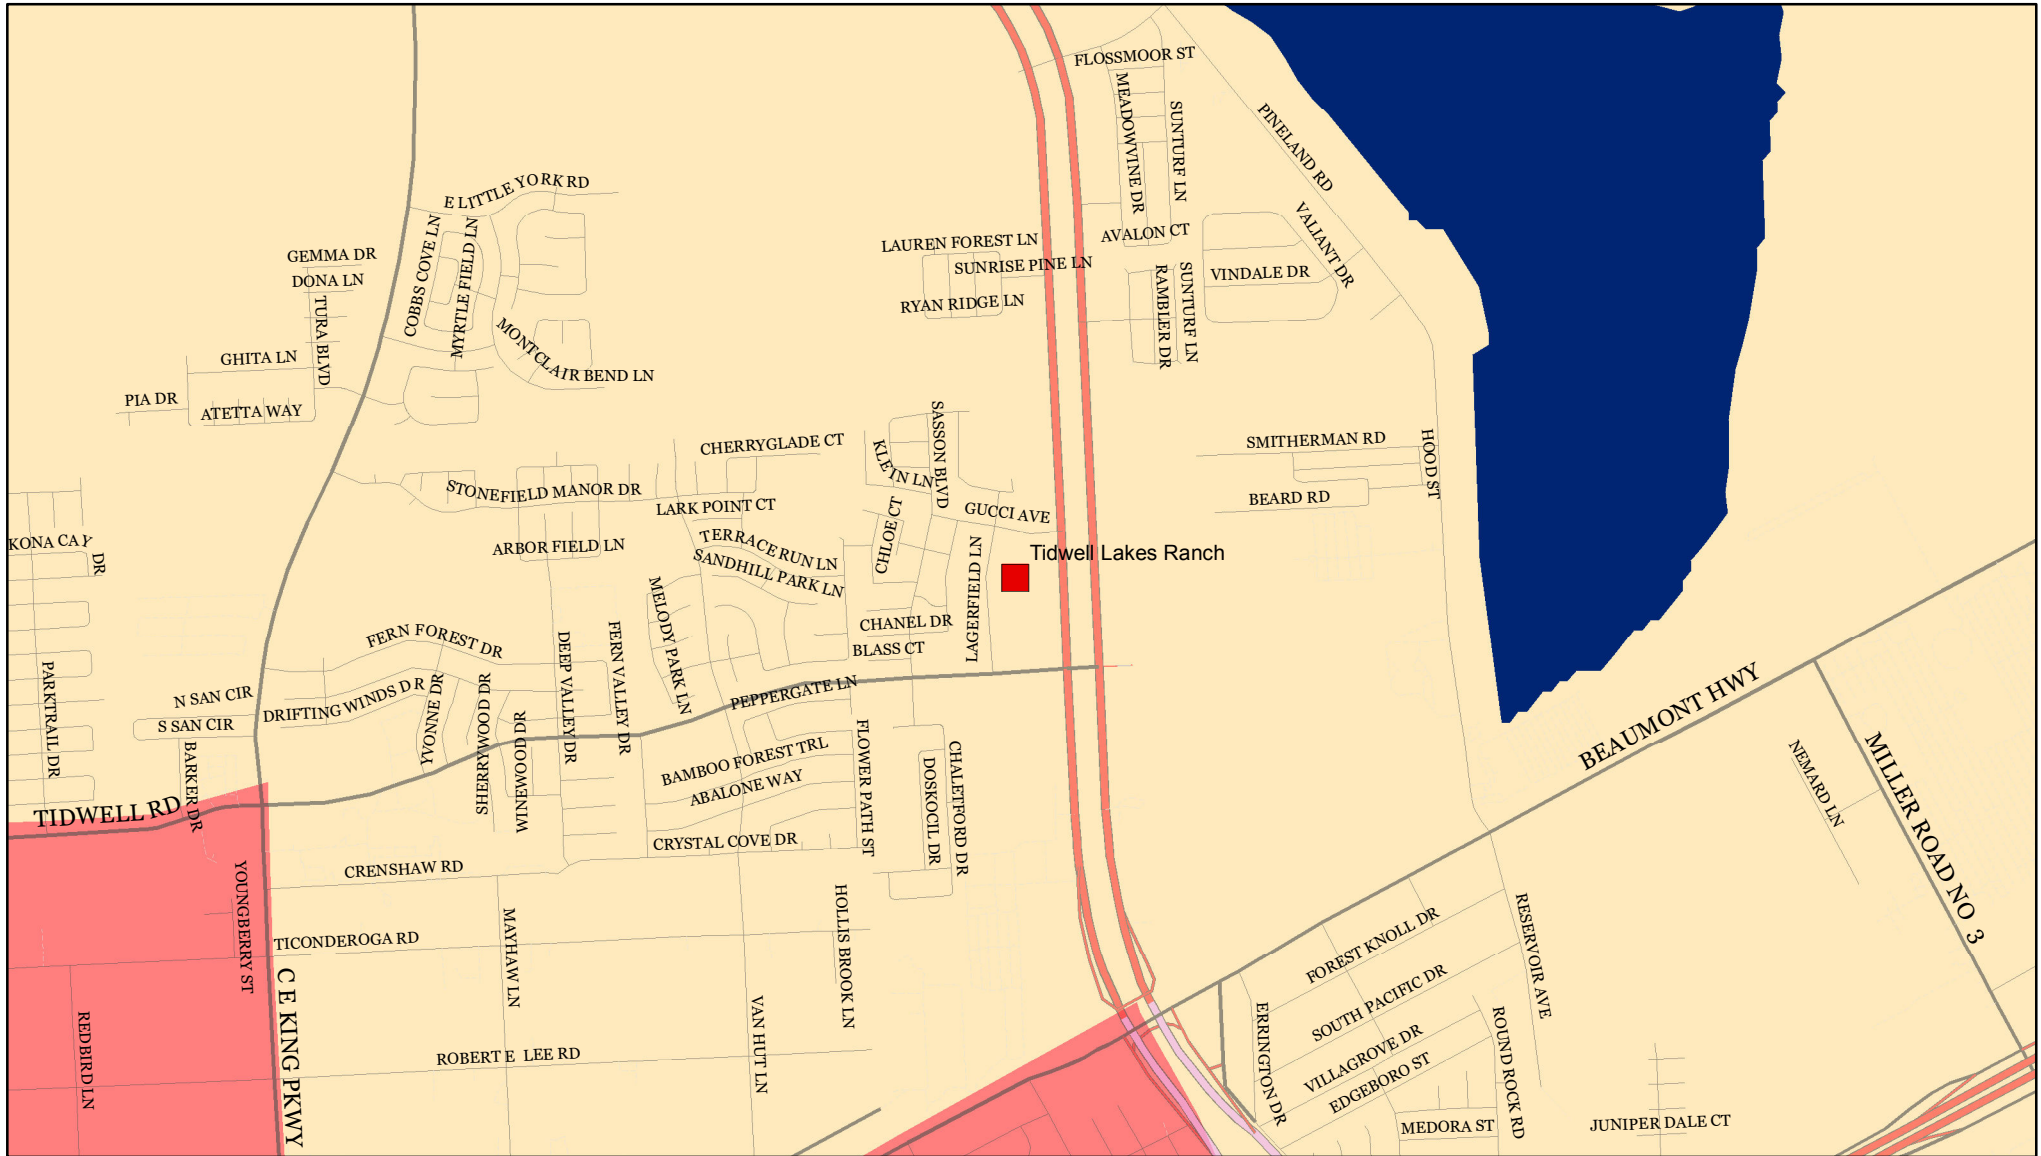 FLOSSMOOR ST
MEADOWVINE DR
SUNTURF LN
PINELAND RD
E LITTLE YORK RD
COBBS COVE LN
MYRTLE FIELD LN
GEMMA DR
DONA LN
TURA BLVD
LAUREN FOREST LN
SUNRISE PINE LN
RYAN RIDGE LN
AVALON CT
RAMBLER DR
SUNTURF LN
VALIANT DR
VINDALE DR
GHITA LN
MONTCLAIR BEND LN
PIA DR
ATETTA WAY
CHERRYGLADE CT
KLEIN LN
SASSON BLVD
SMITHERMAN RD
HOOD ST
STONEFIELD MANOR DR
LARK POINT CT
CHLOE CT
GUCCI AVE
BEARD RD
KONA CAY
DR
ARBOR FIELD LN
TERRACE RUN LN
SANDHILL PARK LN
LAGERFIELD LN
Tidwell Lakes Ranch
MELODY PARK LN
CHANEL DR
BLASS CT
FERN FOREST DR
DEEP VALLEY DR
FERN VALLEY DR
PARKTRAIL DR
N SAN CIR
S SAN CIR
DRIFTING WINDS DR
YVONNE DR
SHERRYWOOD DR
WINNEWOOD DR
PEPPERGATE LN
BEAUMONT HWY
BARKER DR
BAMBOO FOREST TRL
ABALONE WAY
FLOWER PATH ST
DOSKOCIL DR
CHALETFORD DR
NEMARD LN
MILLER ROAD NO 3
TIDWELL RD
CRYSTAL COVE DR
CRENSHAW RD
YOUNGBERRY ST
MAYHAW LN
HOLLIS BROOK LN
TICONDEROGA RD
FOREST KNOLL DR
RESERVOIR AVE
SOUTH PACIFIC DR
C E KING PKWY
REDBIRD LN
VAN HUT LN
ROBERT E LEE RD
ERRINGTON DR
VILLAGROVE DR
EDGEBORO ST
ROUND ROCK RD
MEDORA ST
JUNIPER DALE CT